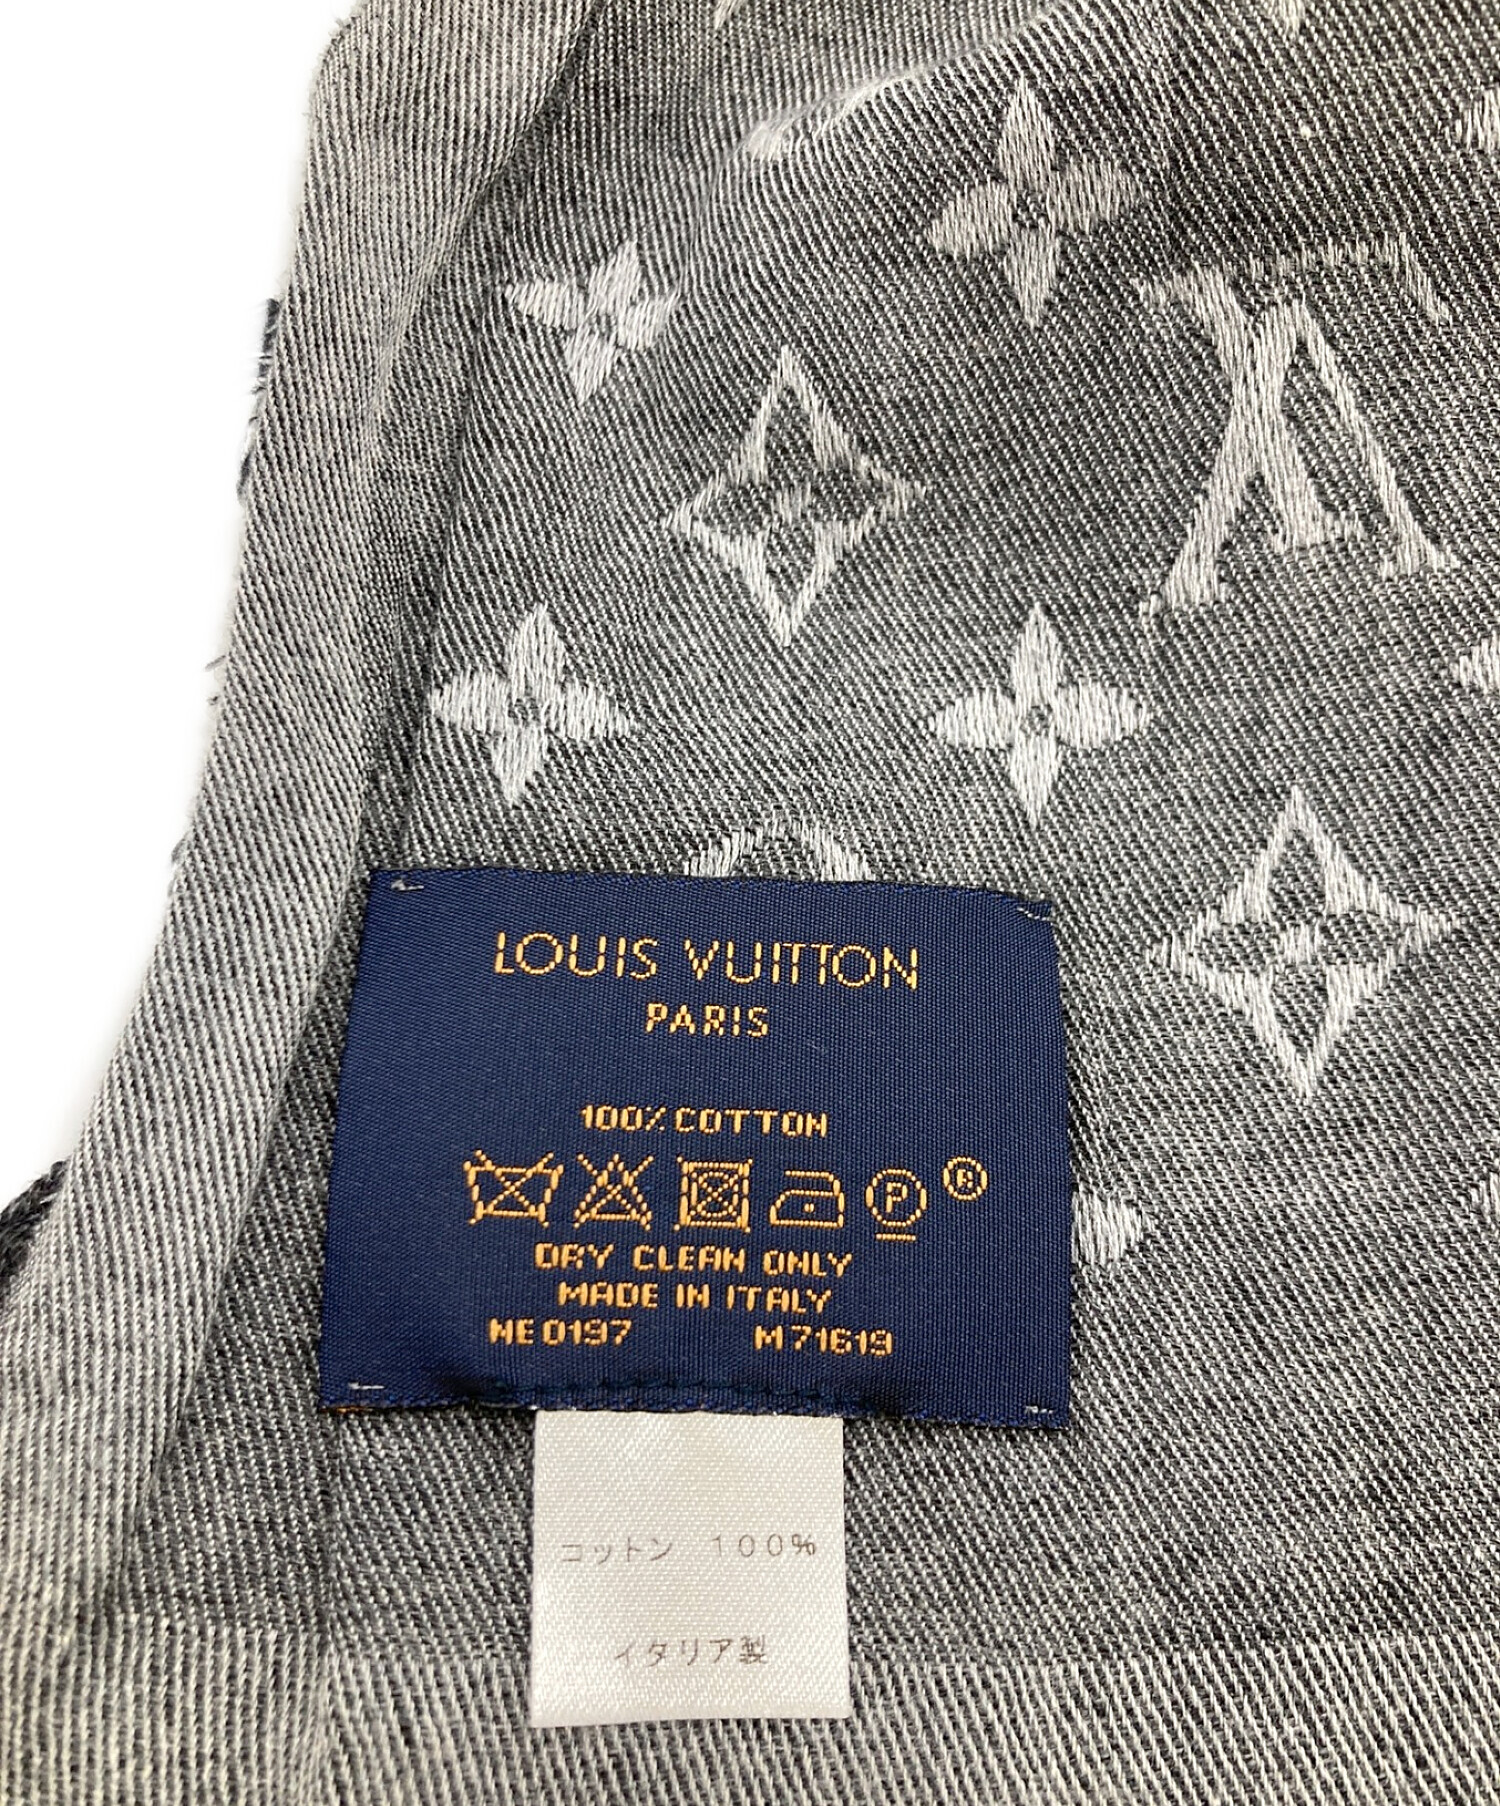 LOUIS VUITTON
PARIS
100% COTTON
P ®
DRY CLEAN ONLY
MADE IN ITALY
NE0197 M71619
コットン 100%
イタリア製